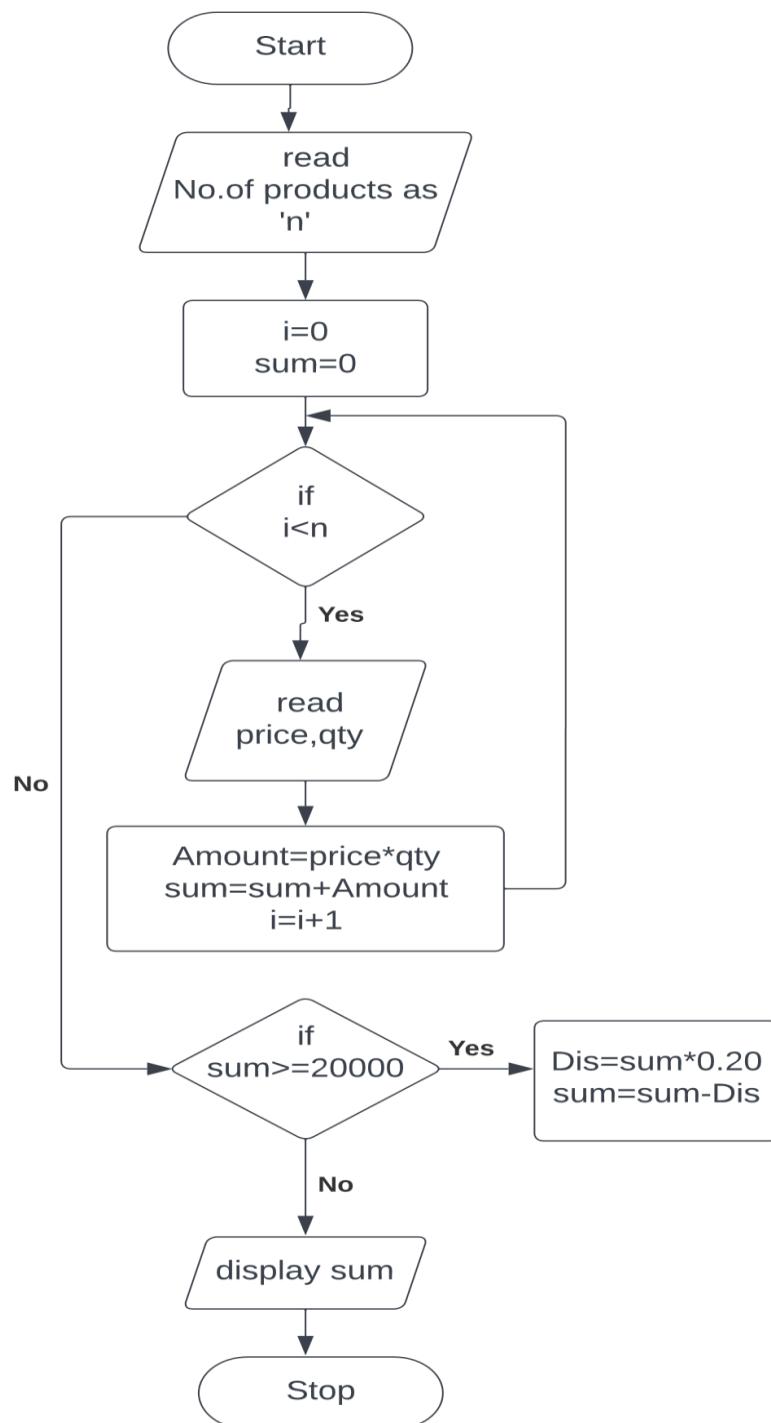 Start
read
No.of products as
'n'
i=0
sum=0
if
i<n
Yes
read
price,qty
No
Amount=price*qty
sum=sum+Amount
i=i+1
if
sum>=20000
Yes
Dis=sum*0.20
sum=sum-Dis
No
display sum
Stop